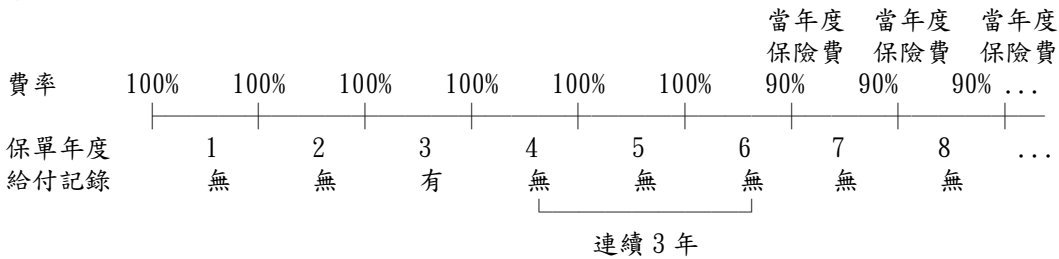 當年度 當年度 當年度
保險費 保險費 保險費
費率 100% 100% 100% 100% 100% 100% 90% 90% 90% ...
保單年度 1 2 3 4 5 6 7 8 ...
給付記錄 無 無 有 無 無 無 無 無
連續 3 年